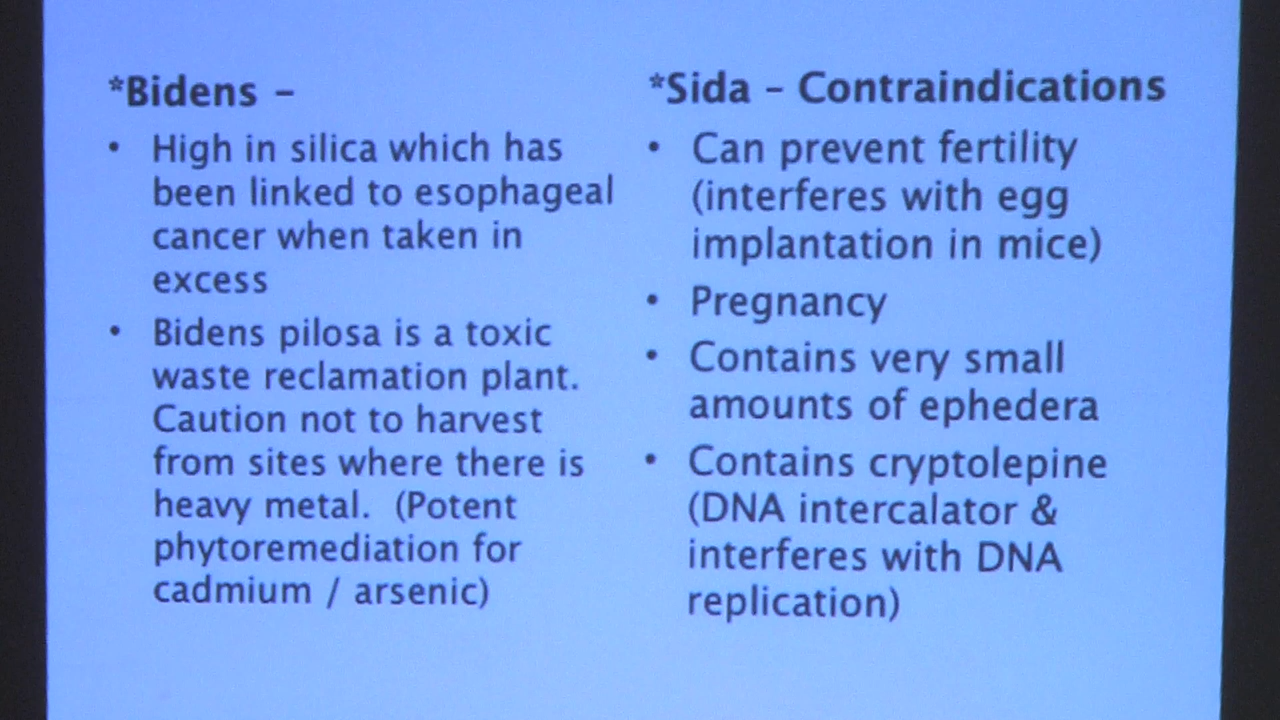 *Bidens –
• High in silica which has
been linked to esophageal
cancer when taken in
excess
• Bidens pilosa is a toxic
waste reclamation plant.
Caution not to harvest
from sites where there is
heavy metal.  (Potent
phytoremediation for
cadmium / arsenic)
*Sida – Contraindications
• Can prevent fertility
(interferes with egg
implantation in mice)
• Pregnancy
• Contains very small
amounts of ephedera
• Contains cryptolepine
(DNA intercalator &
interferes with DNA
replication)